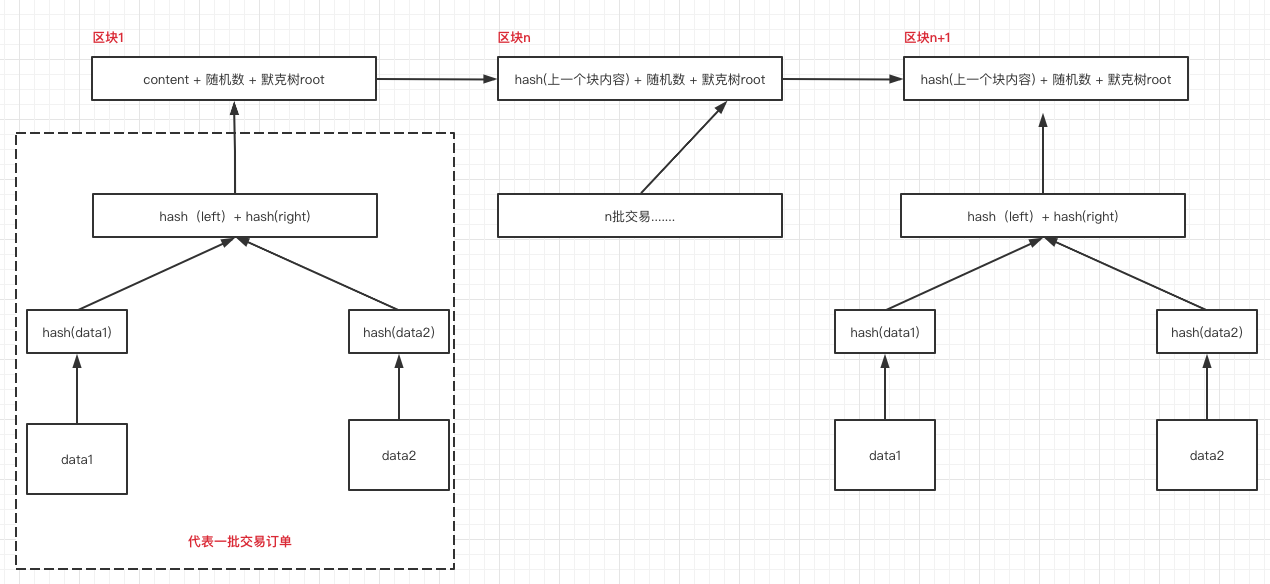 区块1
区块n
区块n+1
content + 随机数 + 默克树root
hash(上一个块内容) + 随机数 + 默克树root
hash(上一个块内容) + 随机数 + 默克树root
hash（left）+ hash(right)
n批交易.......
hash（left）+ hash(right)
hash(data1)
hash(data2)
hash(data1)
hash(data2)
data1
data2
data1
data2
代表一批交易订单